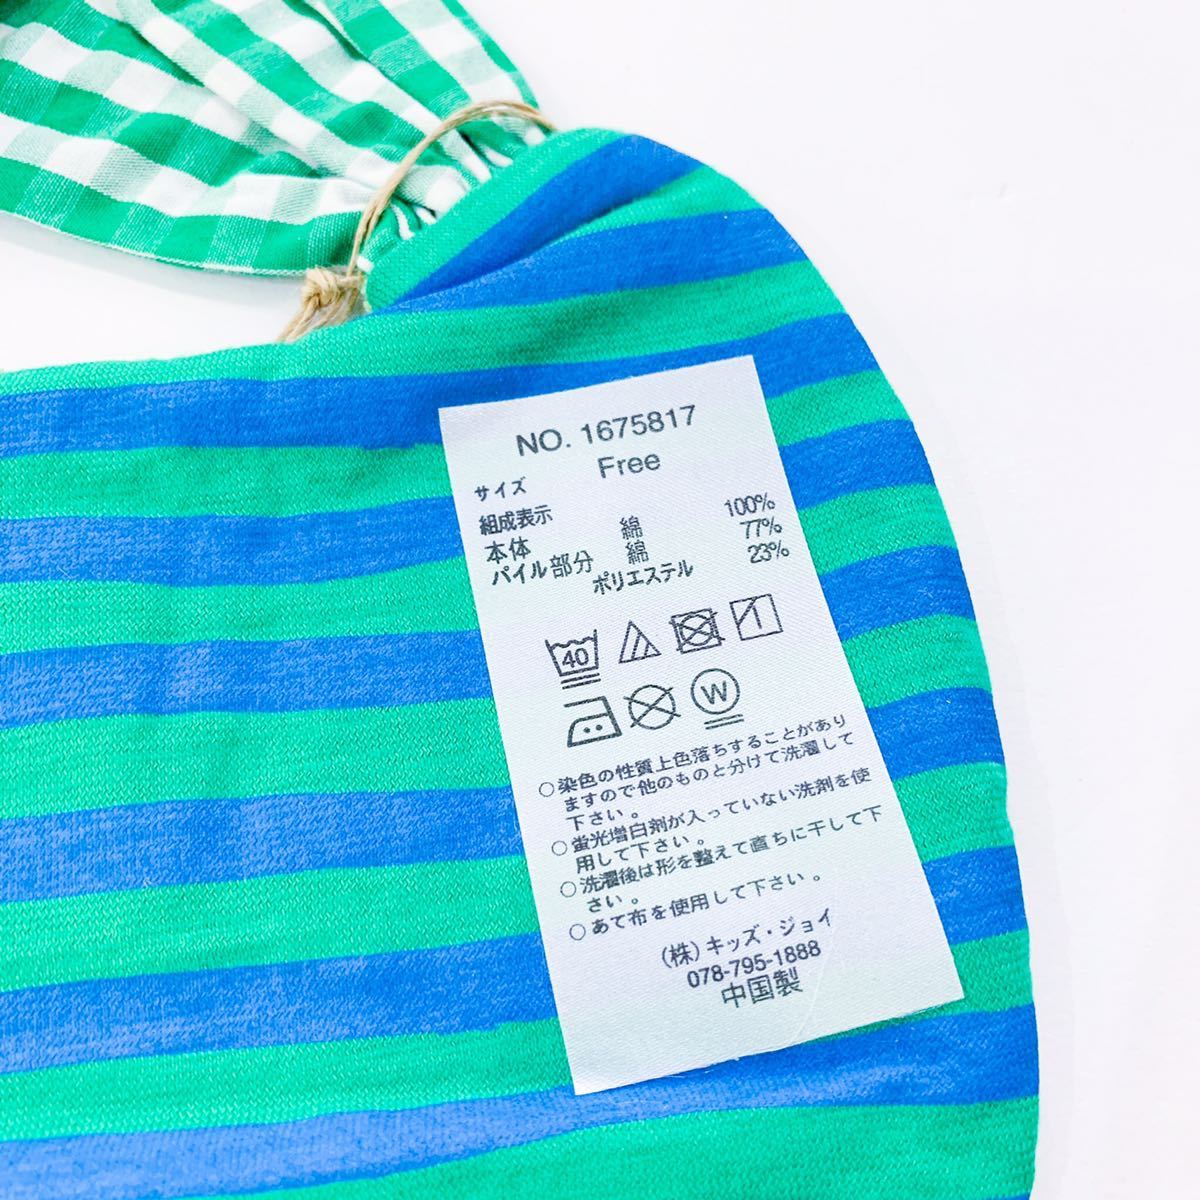 NO. 1675817
サイズ Free
組成表示
本体 綿 100%
パイル部分 綿 77%
ポリエステル 23%
40
W
○染色の性質上色落ちすることがあり
ますので他のものと分けて洗濯して
下さい。
○蛍光増白剤が入っていない洗剤を使
用して下さい。
○洗濯後は形を整えて直ちに干して下
さい。
○あて布を使用して下さい。
(株)キッズ・ジョイ
078-795-1888
中国製